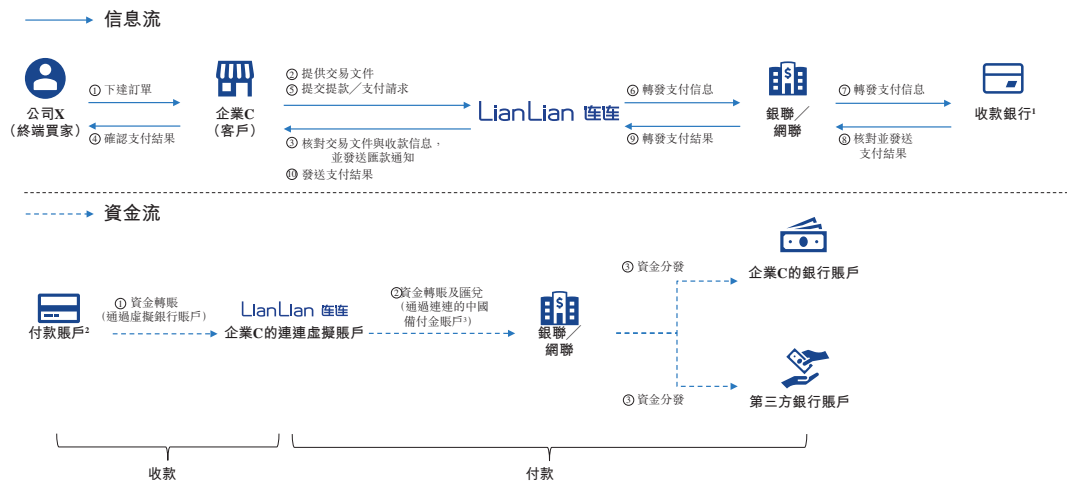 信息流
公司X
(終端買家)
① 下達訂單
④ 確認支付結果
企業C
(客戶)
② 提供交易文件
⑤ 提交提款/支付請求
③ 核對交易文件與收款信息,
並發送匯款通知
⑩ 發送支付結果
LianLian 连连
⑥ 轉發支付信息
⑨ 轉發支付結果
銀聯/
網聯
⑦ 轉發支付信息
⑧ 核對並發送
支付結果
收款銀行¹
資金流
付款賬戶²
① 資金轉賬
(通過虛擬銀行賬戶)
LianLian 连连
企業C的連連虛擬賬戶
②資金轉賬及匯兌
(通過連連的中國
備付金賬戶³)
銀聯/
網聯
③ 資金分發
企業C的銀行賬戶
③ 資金分發
第三方銀行賬戶
收款
付款